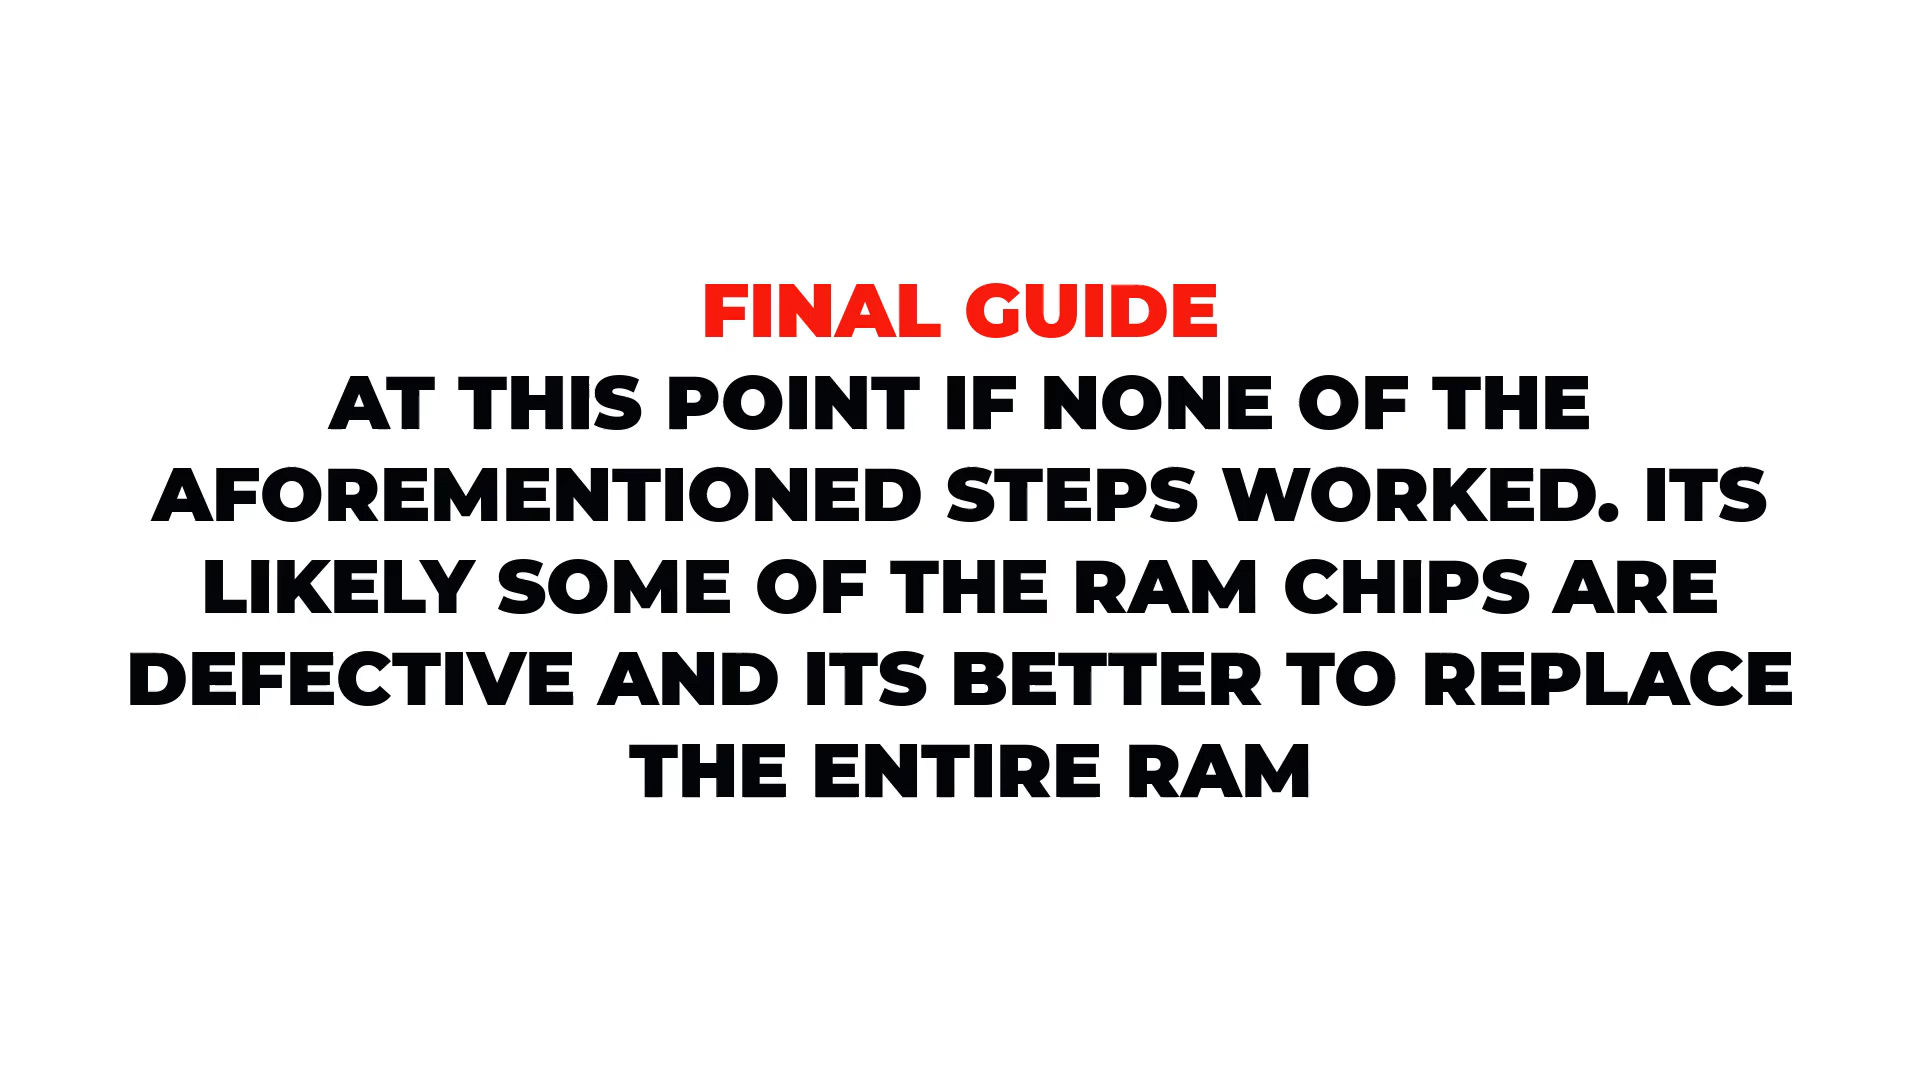 FINAL GUIDE
AT THIS POINT IF NONE OF THE
AFOREMENTIONED STEPS WORKED. ITS
LIKELY SOME OF THE RAM CHIPS ARE
DEFECTIVE AND ITS BETTER TO REPLACE
THE ENTIRE RAM